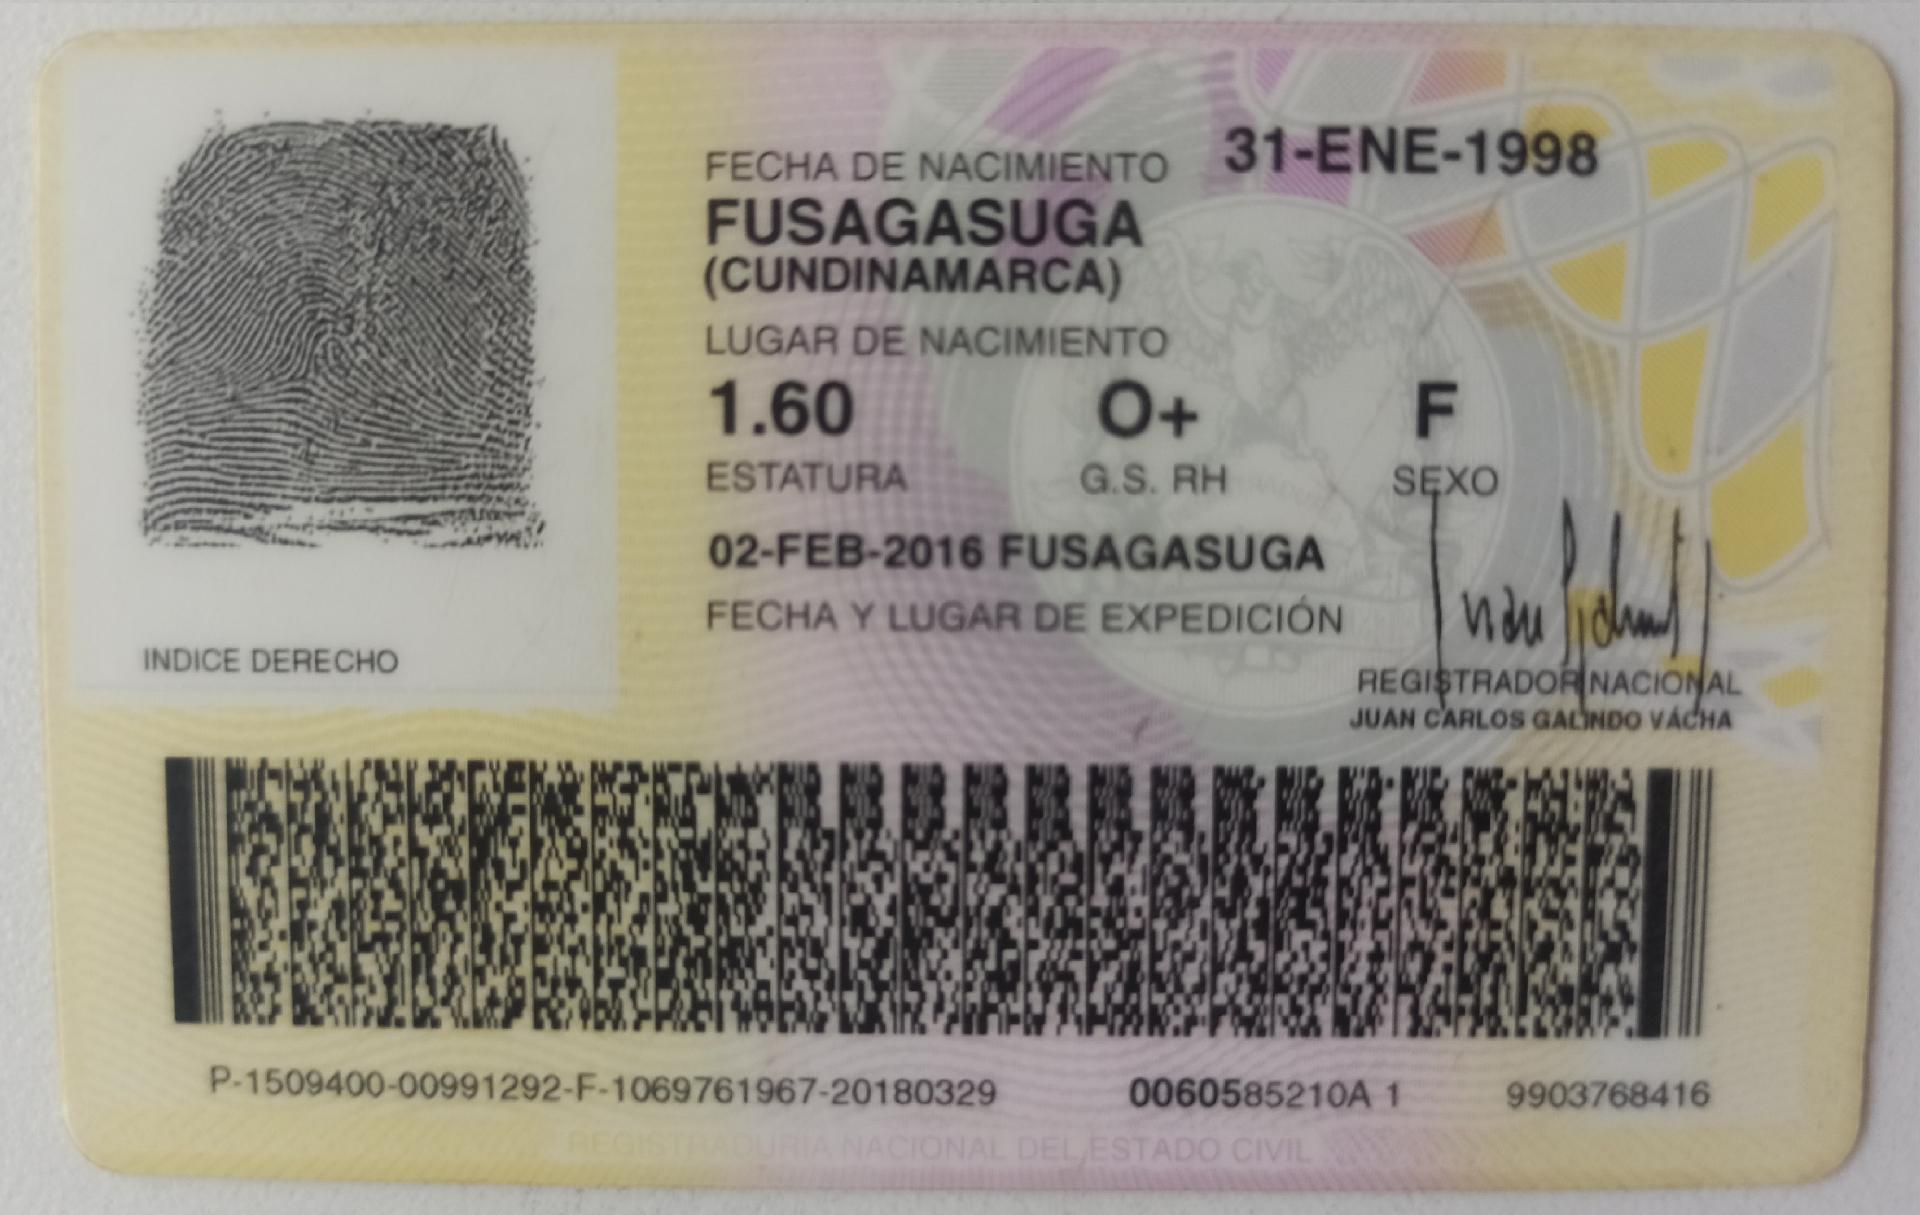 FECHA DE NACIMIENTO 31-ENE-1998
FUSAGASUGA
(CUNDINAMARCA)
LUGAR DE NACIMIENTO
1.60 O+ F
ESTATURA G.S. RH SEXO
02-FEB-2016 FUSAGASUGA
FECHA Y LUGAR DE EXPEDICIÓN
INDICE DERECHO
REGISTRADOR NACIONAL
JUAN CARLOS GALINDO VÁCHA
P-1509400-00991292-F-1069761967-20180329 0060585210A 1 9903768416
REGISTRADURIA NACIONAL DEL ESTADO CIVIL